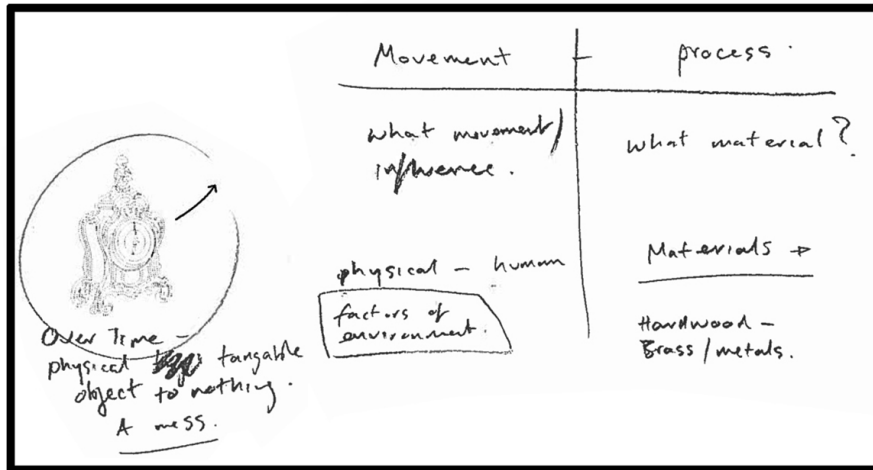 Movement - process.
what movement/
influence.
what material?
physical - human
factors of
environment.
Materials →
Hardwood -
Brass/metals.
Over Time -
physical tangable
object to nothing.
A mess.